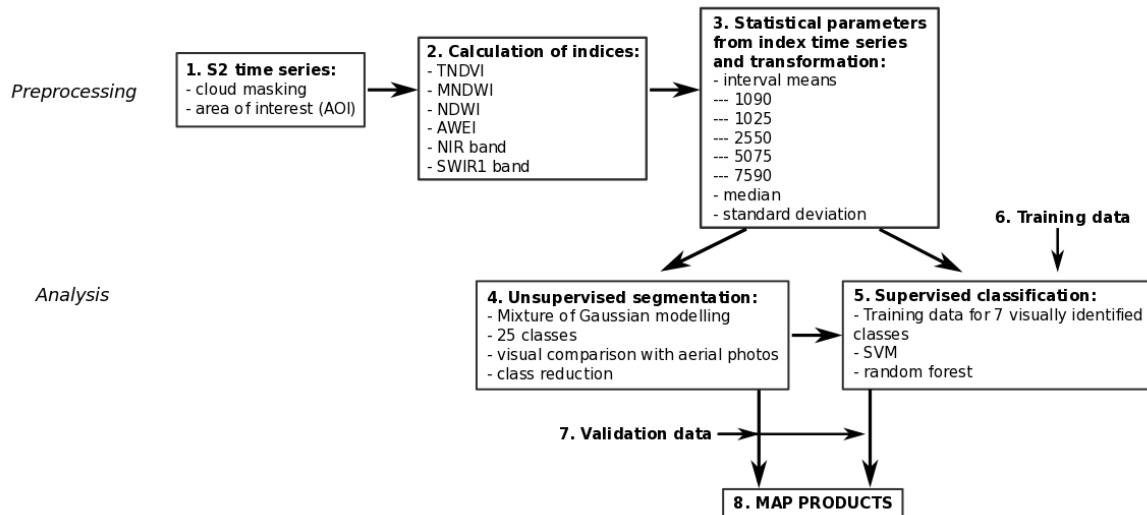 Preprocessing
1. S2 time series:
- cloud masking
- area of interest (AOI)
2. Calculation of indices:
- TNDVI
- MNDWI
- NDWI
- AWEI
- NIR band
- SWIR1 band
3. Statistical parameters
from index time series
and transformation:
- interval means
--- 1090
--- 1025
--- 2550
--- 5075
--- 7590
- median
- standard deviation
6. Training data
Analysis
4. Unsupervised segmentation:
- Mixture of Gaussian modelling
- 25 classes
- visual comparison with aerial photos
- class reduction
5. Supervised classification:
- Training data for 7 visually identified
classes
- SVM
- random forest
7. Validation data
8. MAP PRODUCTS